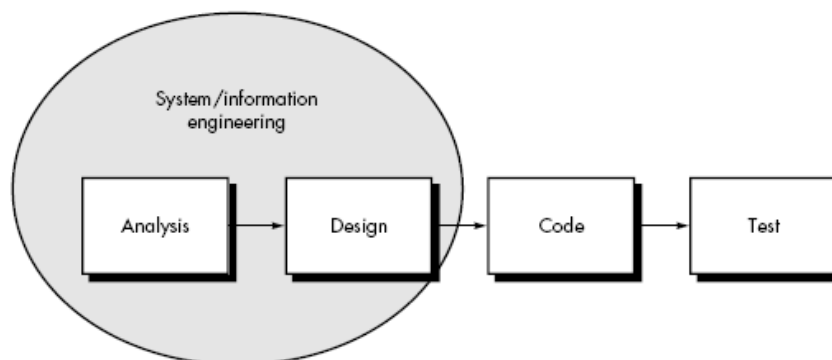 System/information
engineering
Analysis
Design
Code
Test